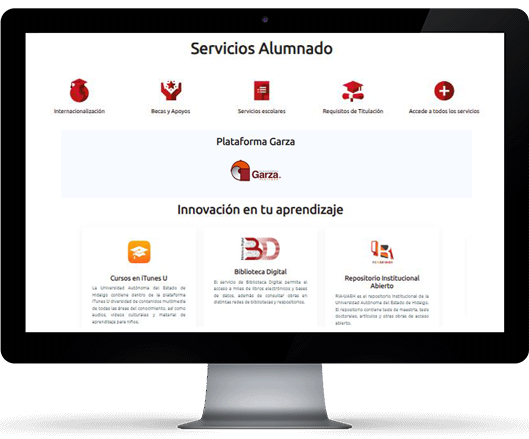 Servicios Alumnado
Internacionalización
Becas y Apoyos
Servicios escolares
Requisitos de Titulación
Accede a todos los servicios
Plataforma Garza
Garza.
Innovación en tu aprendizaje
Cursos en iTunes U
La Universidad Autónoma del Estado de
Hidalgo contiene dentro de la plataforma
iTunes U diversidad de contenidos multimedia
de todas las áreas del conocimiento, así como
audios, videos culturales y material de
aprendizaje para niños.
BD
Biblioteca Digital
El servicio de Biblioteca Digital permite el
acceso a miles de libros electrónicos y bases
de datos, además de consultar obras en
distintas redes de bibliotecas y repositorios.
Repositorio Institucional
Abierto
RIA-UAEH es el repositorio institucional de la
Universidad Autónoma del Estado de Hidalgo.
El repositorio contiene tesis de maestría, tesis
doctorales, artículos y otras obras de acceso
abierto.